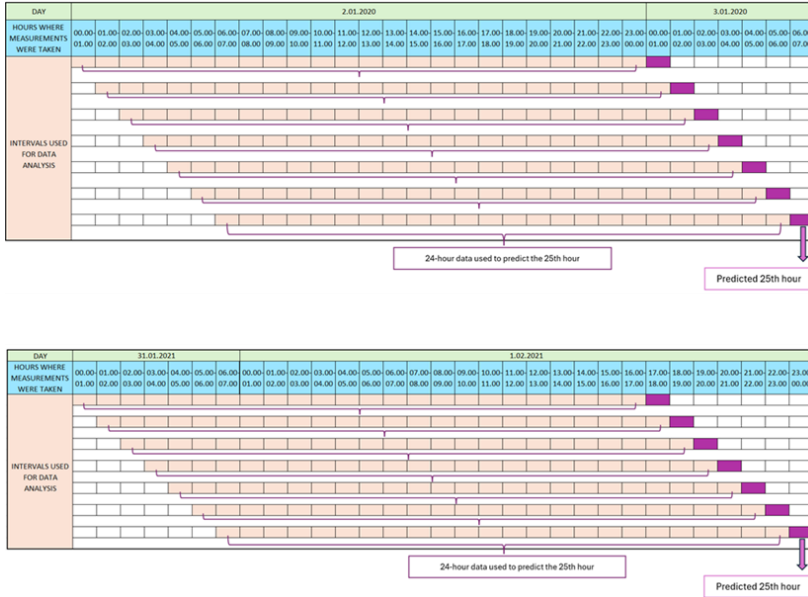 DAY 2.01.2020 3.01.2020
HOURS WHERE
MEASUREMENTS
WERE TAKEN
00.00- 01.00- 02.00- 03.00- 04.00- 05.00- 06.00- 07.00- 08.00- 09.00- 10.00- 11.00- 12.00- 13.00- 14.00- 15.00- 16.00- 17.00- 18.00- 19.00- 20.00- 21.00- 22.00- 23.00- 00.00- 01.00- 02.00- 03.00- 04.00- 05.00- 06.00-
01.00 02.00 03.00 04.00 05.00 06.00 07.00 08.00 09.00 10.00 11.00 12.00 13.00 14.00 15.00 16.00 17.00 18.00 19.00 20.00 21.00 22.00 23.00 00.00 01.00 02.00 03.00 04.00 05.00 06.00 07.00
INTERVALS USED
FOR DATA
ANALYSIS
24-hour data used to predict the 25th hour
Predicted 25th hour
DAY 31.01.2021 1.02.2021
HOURS WHERE
MEASUREMENTS
WERE TAKEN
00.00- 01.00- 02.00- 03.00- 04.00- 05.00- 06.00- 00.00- 01.00- 02.00- 03.00- 04.00- 05.00- 06.00- 07.00- 08.00- 09.00- 10.00- 11.00- 12.00- 13.00- 14.00- 15.00- 16.00- 17.00- 18.00- 19.00- 20.00- 21.00- 22.00- 23.00-
01.00 02.00 03.00 04.00 05.00 06.00 07.00 01.00 02.00 03.00 04.00 05.00 06.00 07.00 08.00 09.00 10.00 11.00 12.00 13.00 14.00 15.00 16.00 17.00 18.00 19.00 20.00 21.00 22.00 23.00 00.00
INTERVALS USED
FOR DATA
ANALYSIS
24-hour data used to predict the 25th hour
Predicted 25th hour